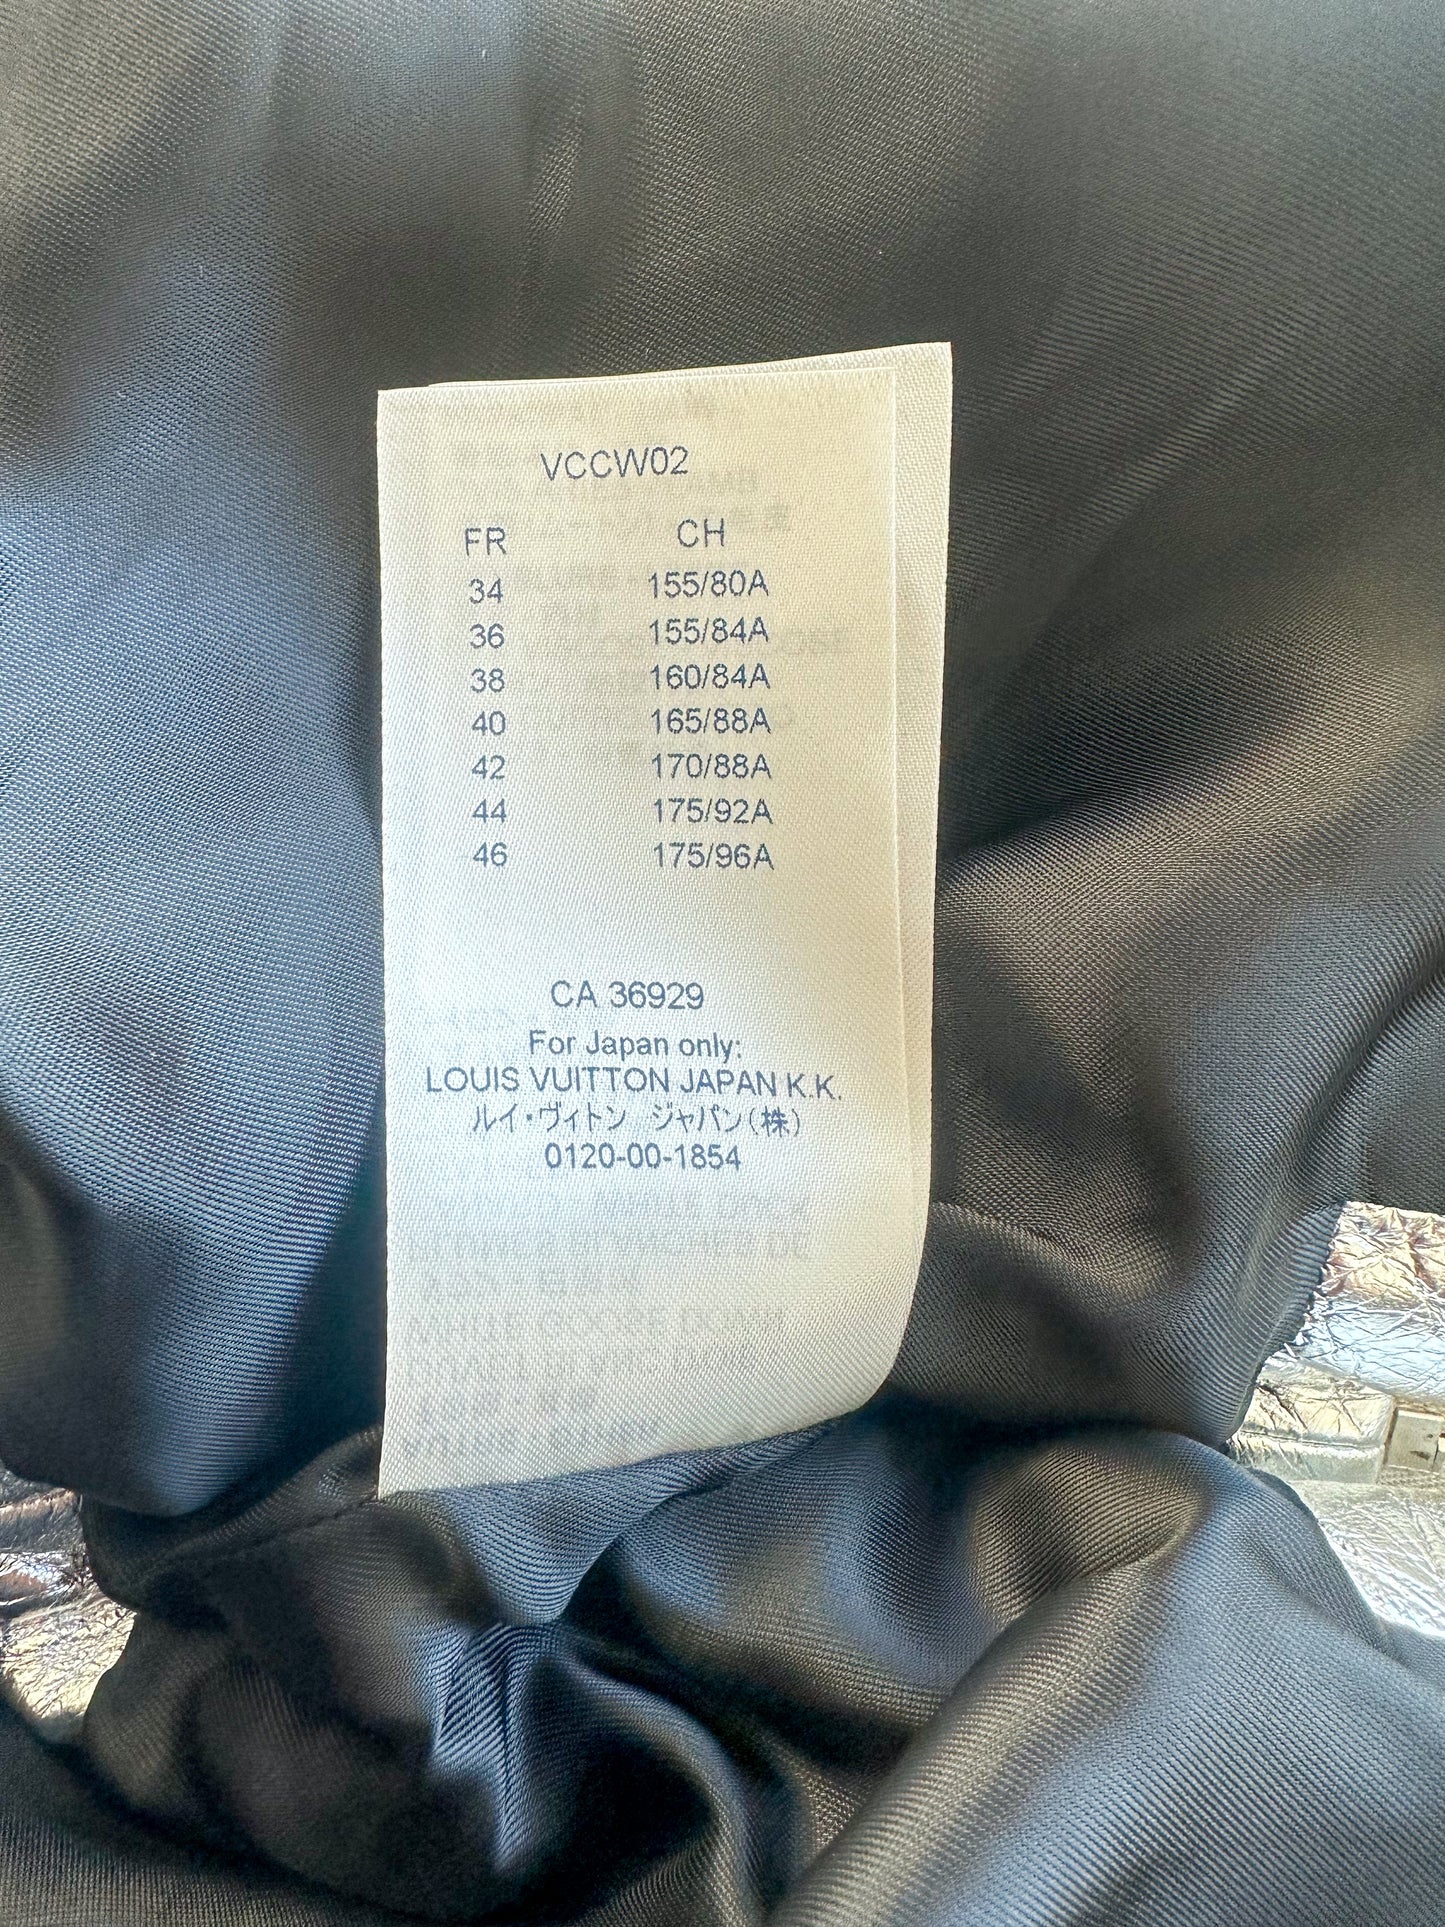 VCCW02
FR CH
34 155/80A
36 155/84A
38 160/84A
40 165/88A
42 170/88A
44 175/92A
46 175/96A
CA 36929
For Japan only:
LOUIS VUITTON JAPAN K.K.
ルイ・ヴィトン ジャパン(株)
0120-00-1854